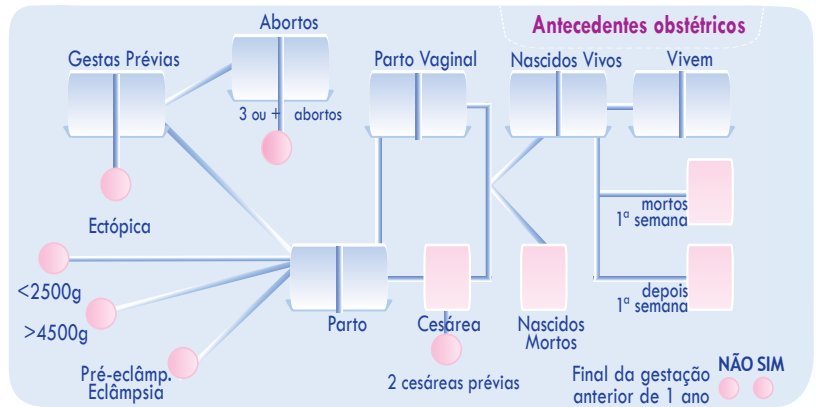 Antecedentes obstétricos
Abortos
Gestas Prévias
Parto Vaginal
Nascidos Vivos
Vivem
3 ou + abortos
Ectópica
mortos
1ª semana
<2500g
>4500g
depois
1ª semana
Parto
Cesárea
Nascidos
Mortos
Pré-eclâmp.
Eclâmpsia
2 cesáreas prévias
NÃO SIM
Final da gestação
anterior de 1 ano